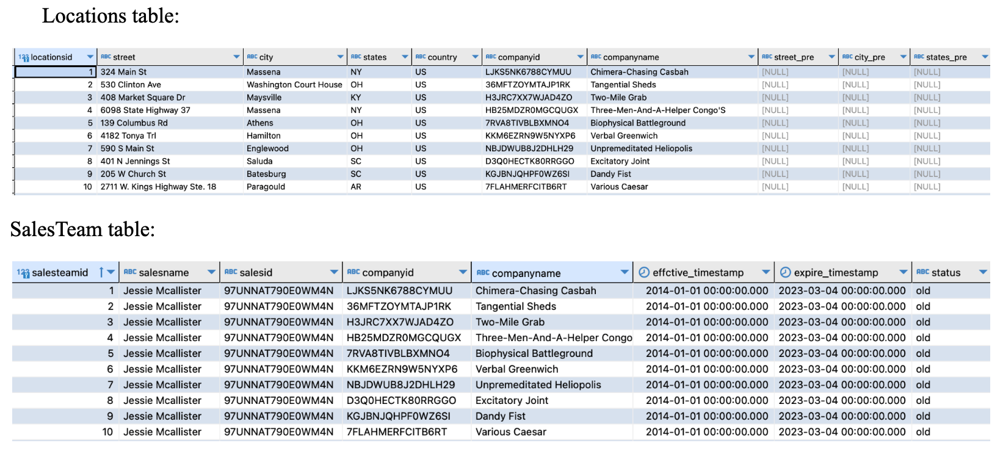 Locations table:
123 locationsid ABC street ABC city ABC states ABC country ABC companyid ABC companyname ABC street_pre ABC city_pre ABC states_pre
1 324 Main St Massena NY US LJKS5NK6788CYMUU Chimera-Chasing Casbah [NULL] [NULL] [NULL]
2 530 Clinton Ave Washington Court House OH US 36MFTZOYMTAJP1RK Tangential Sheds [NULL] [NULL] [NULL]
3 408 Market Square Dr Maysville KY US H3JRC7XX7WJAD4ZO Two-Mile Grab [NULL] [NULL] [NULL]
4 6098 State Highway 37 Massena NY US HB25MDZR0MGCQUGX Three-Men-And-A-Helper Congo'S [NULL] [NULL] [NULL]
5 139 Columbus Rd Athens OH US 7RVA8TIVBLBXMNO4 Biophysical Battleground [NULL] [NULL] [NULL]
6 4182 Tonya Trl Hamilton OH US KKM6EZRN9W5NYXP6 Verbal Greenwich [NULL] [NULL] [NULL]
7 590 S Main St Englewood OH US NBJDWUB8J2DHLH29 Unpremeditated Heliopolis [NULL] [NULL] [NULL]
8 401 N Jennings St Saluda SC US D3Q0HECTK80RRGGO Excitatory Joint [NULL] [NULL] [NULL]
9 205 W Church St Batesburg SC US KGJBNJQHPF0WZ6SI Dandy Fist [NULL] [NULL] [NULL]
10 2711 W. Kings Highway Ste. 18 Paragould AR US 7FLAHMERFCITB6RT Various Caesar [NULL] [NULL] [NULL]
SalesTeam table:
123 salesteamid ABC salesname ABC salesid ABC companyid ABC companyname effctive_timestamp expire_timestamp ABC status
1 Jessie Mcallister 97UNNAT790E0WM4N LJKS5NK6788CYMUU Chimera-Chasing Casbah 2014-01-01 00:00:00.000 2023-03-04 00:00:00.000 old
2 Jessie Mcallister 97UNNAT790E0WM4N 36MFTZOYMTAJP1RK Tangential Sheds 2014-01-01 00:00:00.000 2023-03-04 00:00:00.000 old
3 Jessie Mcallister 97UNNAT790E0WM4N H3JRC7XX7WJAD4ZO Two-Mile Grab 2014-01-01 00:00:00.000 2023-03-04 00:00:00.000 old
4 Jessie Mcallister 97UNNAT790E0WM4N HB25MDZR0MGCQUGX Three-Men-And-A-Helper Congo 2014-01-01 00:00:00.000 2023-03-04 00:00:00.000 old
5 Jessie Mcallister 97UNNAT790E0WM4N 7RVA8TIVBLBXMNO4 Biophysical Battleground 2014-01-01 00:00:00.000 2023-03-04 00:00:00.000 old
6 Jessie Mcallister 97UNNAT790E0WM4N KKM6EZRN9W5NYXP6 Verbal Greenwich 2014-01-01 00:00:00.000 2023-03-04 00:00:00.000 old
7 Jessie Mcallister 97UNNAT790E0WM4N NBJDWUB8J2DHLH29 Unpremeditated Heliopolis 2014-01-01 00:00:00.000 2023-03-04 00:00:00.000 old
8 Jessie Mcallister 97UNNAT790E0WM4N D3Q0HECTK80RRGGO Excitatory Joint 2014-01-01 00:00:00.000 2023-03-04 00:00:00.000 old
9 Jessie Mcallister 97UNNAT790E0WM4N KGJBNJQHPF0WZ6SI Dandy Fist 2014-01-01 00:00:00.000 2023-03-04 00:00:00.000 old
10 Jessie Mcallister 97UNNAT790E0WM4N 7FLAHMERFCITB6RT Various Caesar 2014-01-01 00:00:00.000 2023-03-04 00:00:00.000 old